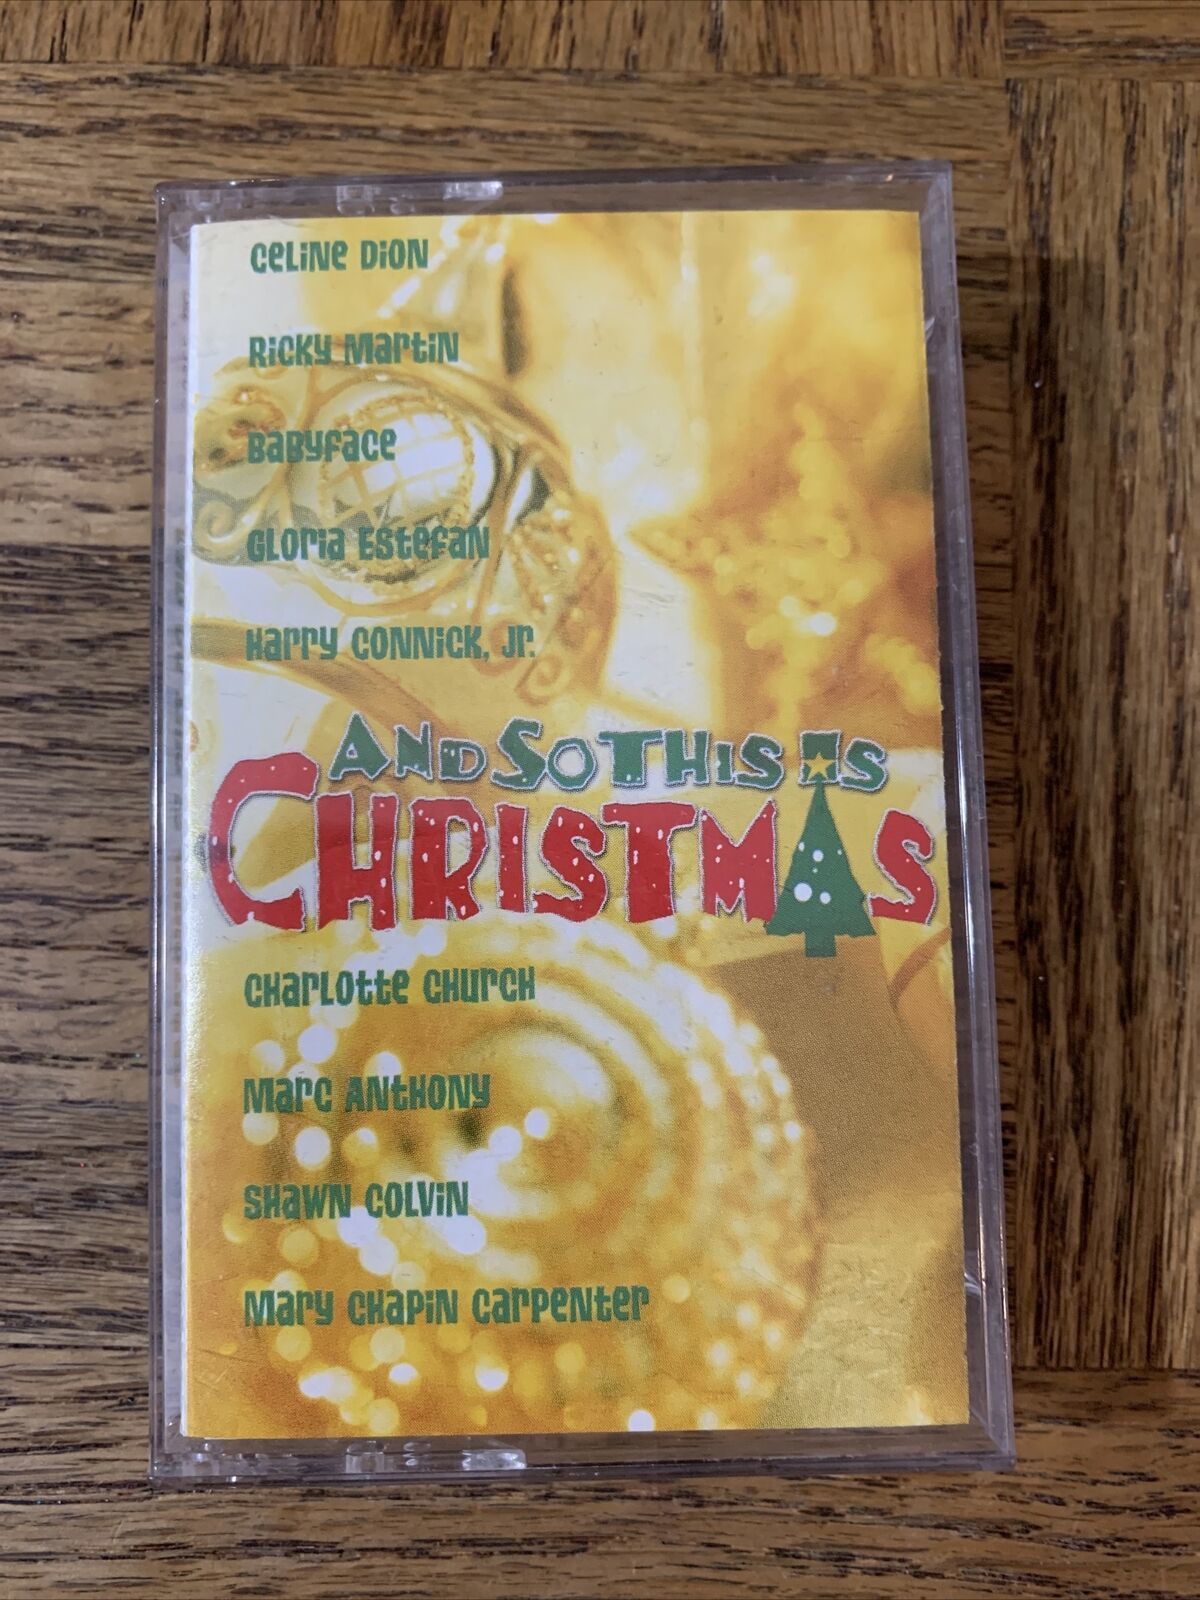 Celine Dion
Ricky Martin
Babyface
Gloria Estefan
Harry Connick, Jr.
And So This Is
Christmas
Charlotte Church
Marc Anthony
Shawn Colvin
Mary Chapin Carpenter